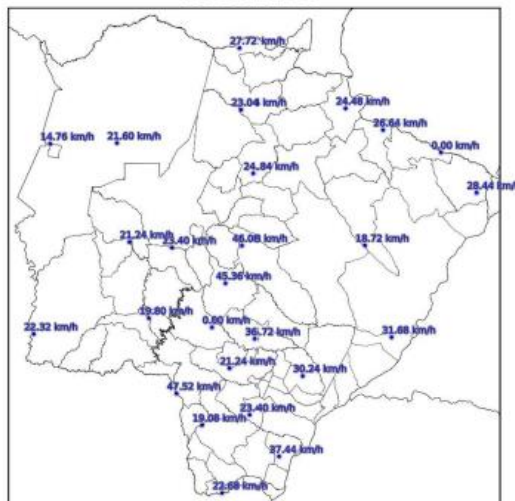 27.72 km/h
23.04 km/h
24.48 km/h
26.64 km/h
14.76 km/h
21.60 km/h
0.00 km/h
24.84 km/h
28.44 km/h
21.24 km/h
23.40 km/h
46.08 km/h
18.72 km/h
45.36 km/h
19.80 km/h
0.00 km/h
22.32 km/h
36.72 km/h
31.68 km/h
21.24 km/h
30.24 km/h
47.52 km/h
23.40 km/h
19.08 km/h
37.44 km/h
22.68 km/h